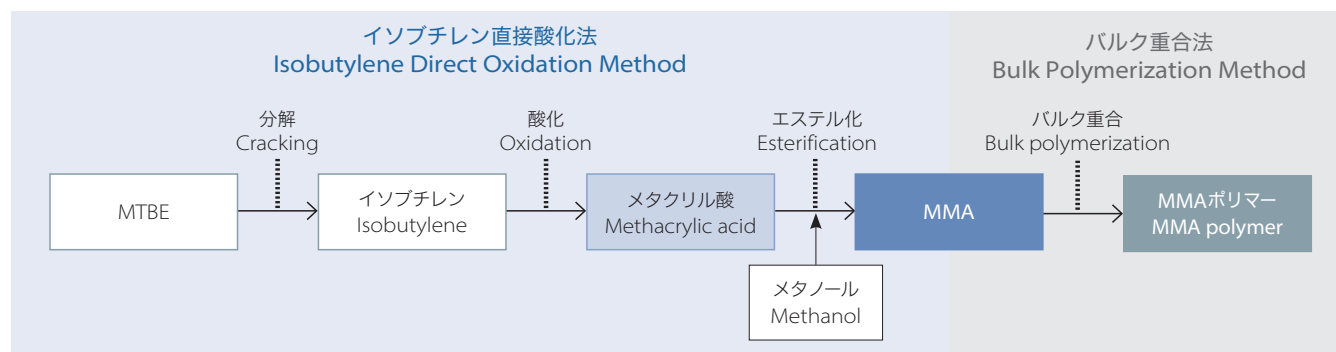 イソブチレン直接酸化法
Isobutylene Direct Oxidation Method
バルク重合法
Bulk Polymerization Method
分解
Cracking
酸化
Oxidation
エステル化
Esterification
バルク重合
Bulk polymerization
MTBE
イソブチレン
Isobutylene
メタクリル酸
Methacrylic acid
MMA
MMAポリマー
MMA polymer
メタノール
Methanol